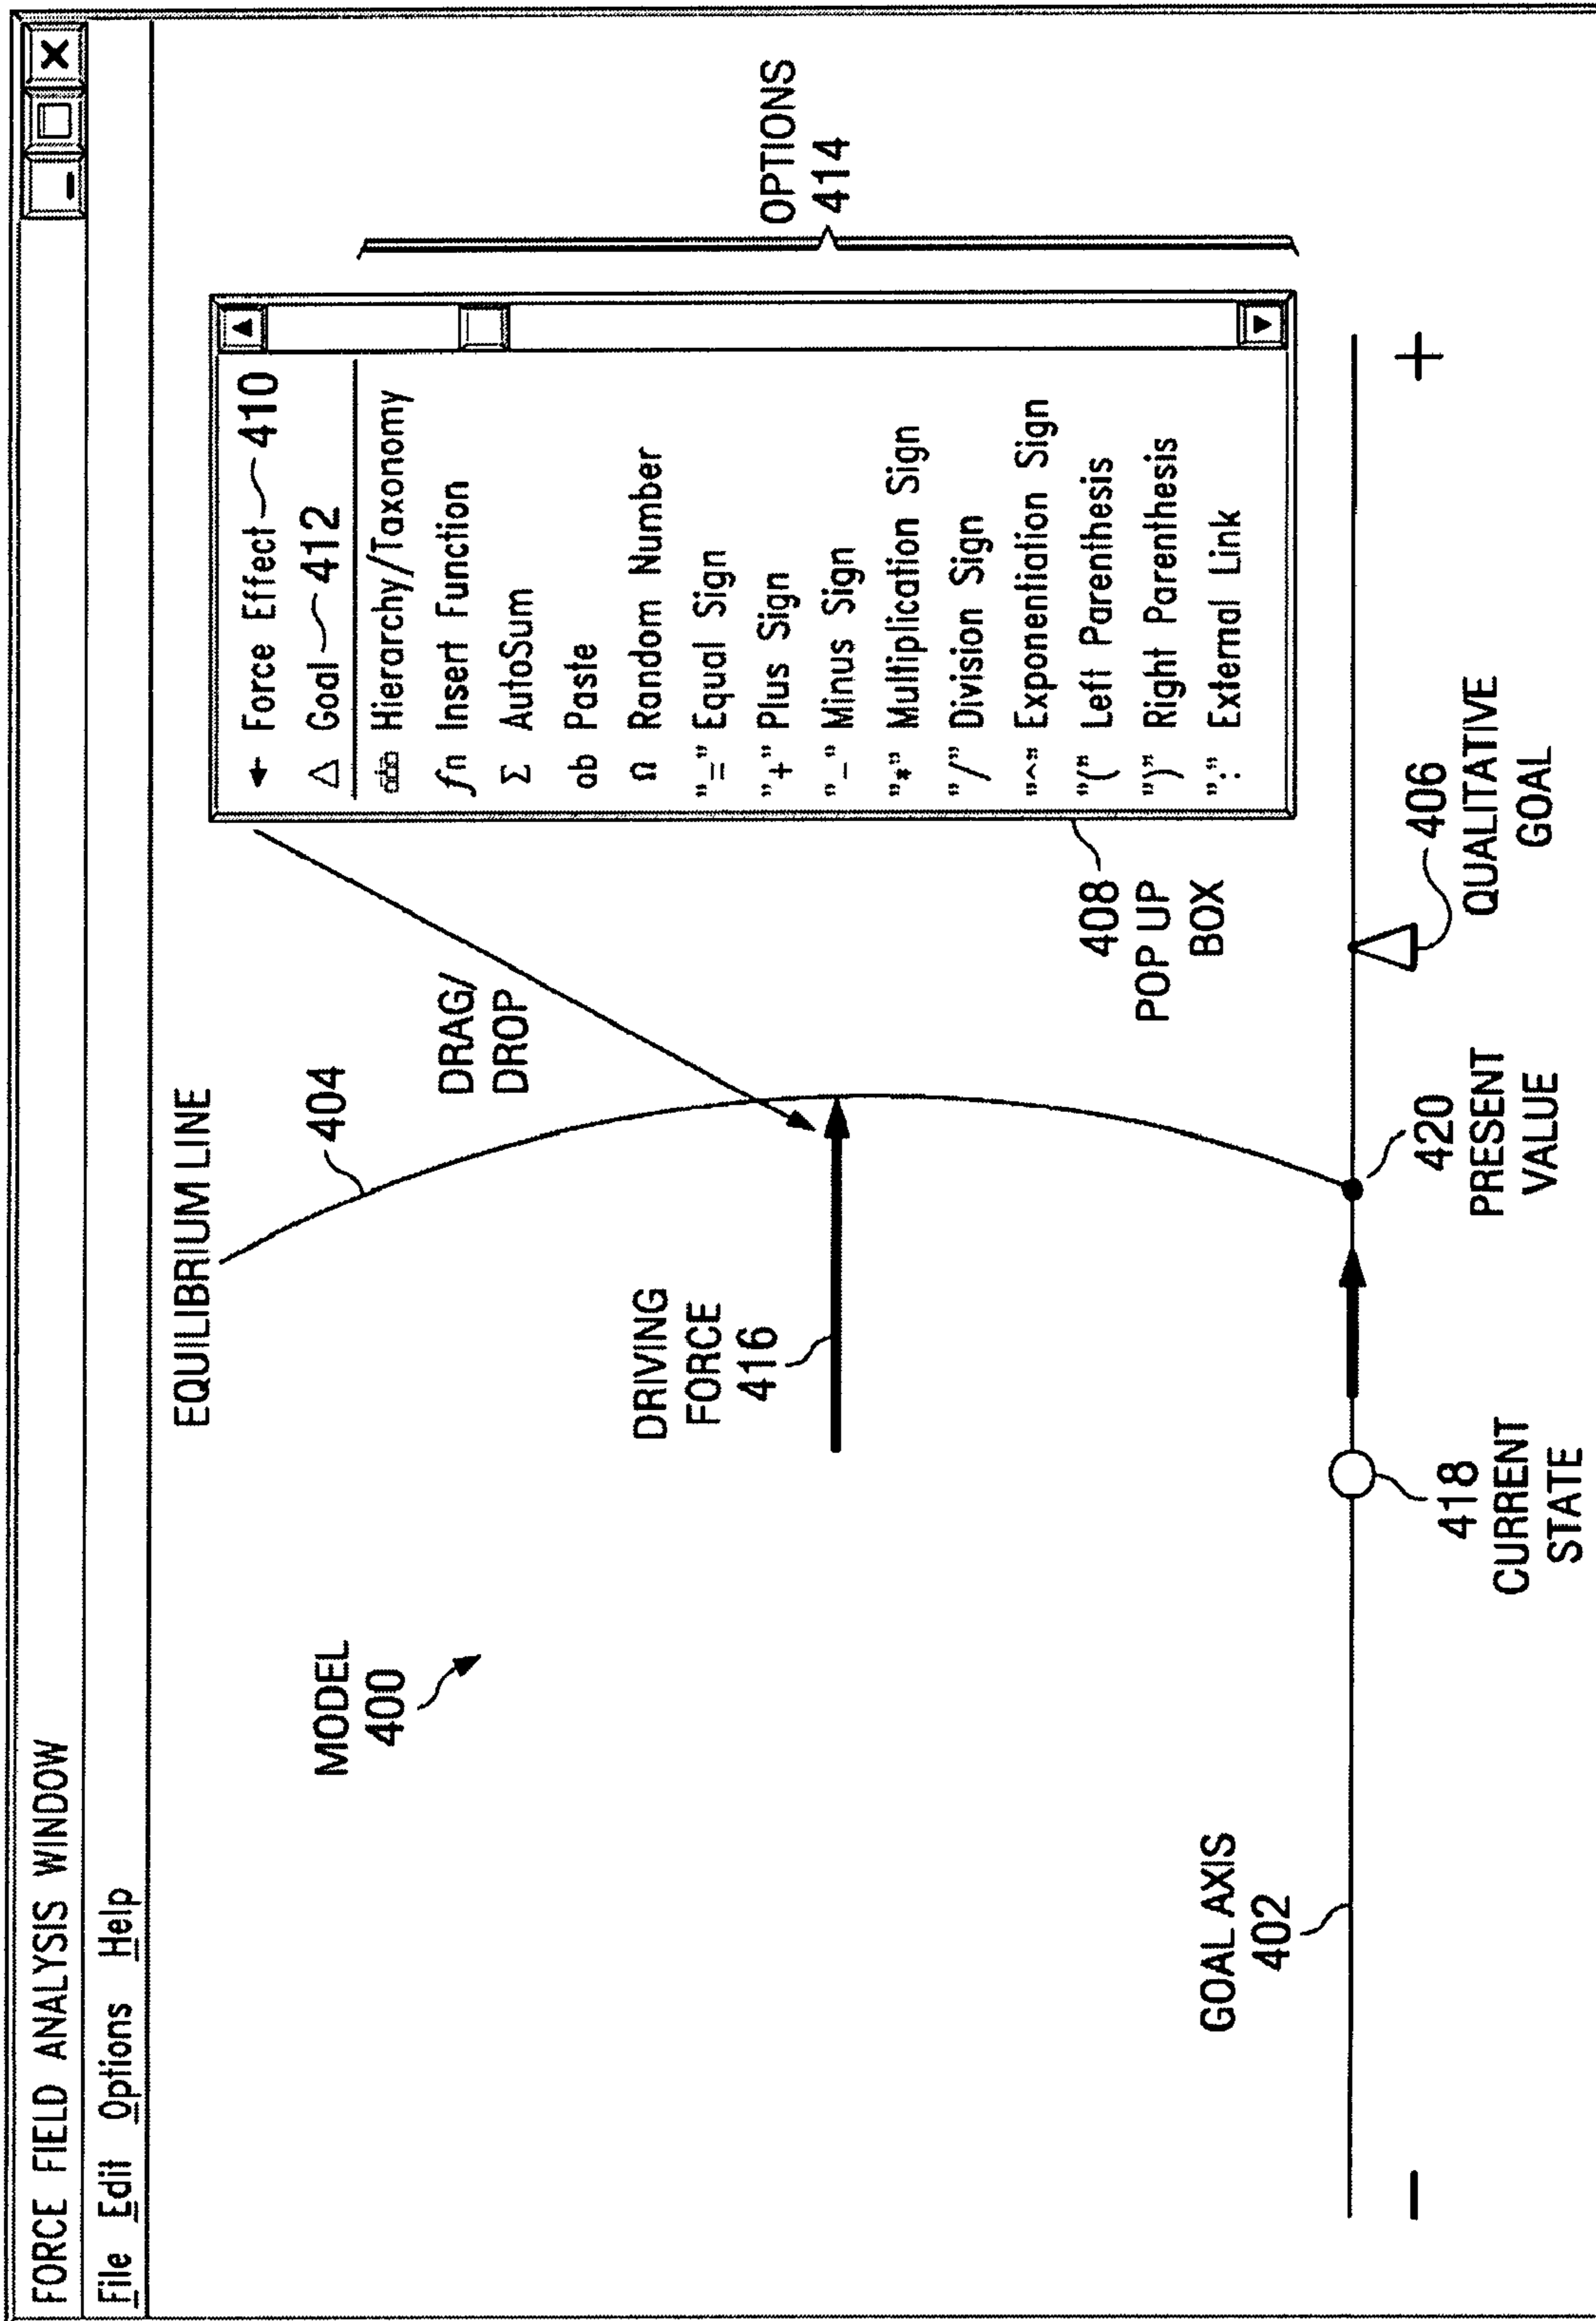 FORCE FIELD ANALYSIS WINDOW
File Edit Options Help
EQUILIBRIUM LINE
404
MODEL
400
DRAG/
DROP
DRIVING
FORCE
416
Force Effect 410
Goal 412
Hierarchy/Taxonomy
fn Insert Function
Σ AutoSum
ab Paste
Ω Random Number
"=" Equal Sign
"+" Plus Sign
"-" Minus Sign
"*" Multiplication Sign
"/" Division Sign
"^" Exponentiation Sign
"(" Left Parenthesis
")" Right Parenthesis
":" External Link
OPTIONS
414
408
POP UP
BOX
GOAL AXIS
402
−
+
418
CURRENT
STATE
420
PRESENT
VALUE
406
QUALITATIVE
GOAL